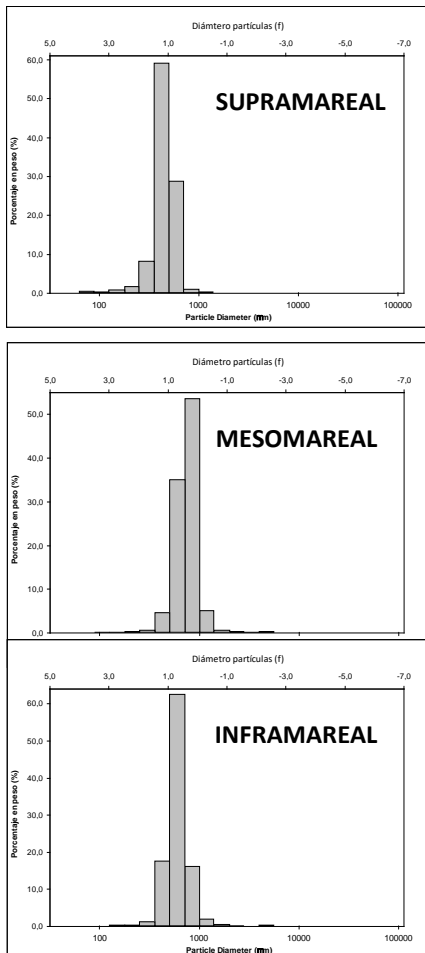 Diámtero partículas (f)
5,0 3,0 1,0 -1,0 -3,0 -5,0 -7,0
60,0
SUPRAMAREAL
50,0
40,0
30,0
20,0
10,0
0,0
Porcentaje en peso (%)
100 1000 10000 100000
Particle Diameter (mm)
Diámetro partículas (f)
5,0 3,0 1,0 -1,0 -3,0 -5,0 -7,0
50,0
MESOMAREAL
40,0
30,0
20,0
10,0
0,0
Porcentaje en peso (%)
Diámetro partículas (f)
5,0 3,0 1,0 -1,0 -3,0 -5,0 -7,0
60,0
INFRAMAREAL
50,0
40,0
30,0
20,0
10,0
0,0
Porcentaje en peso (%)
100 1000 10000 100000
Particle Diameter (mm)